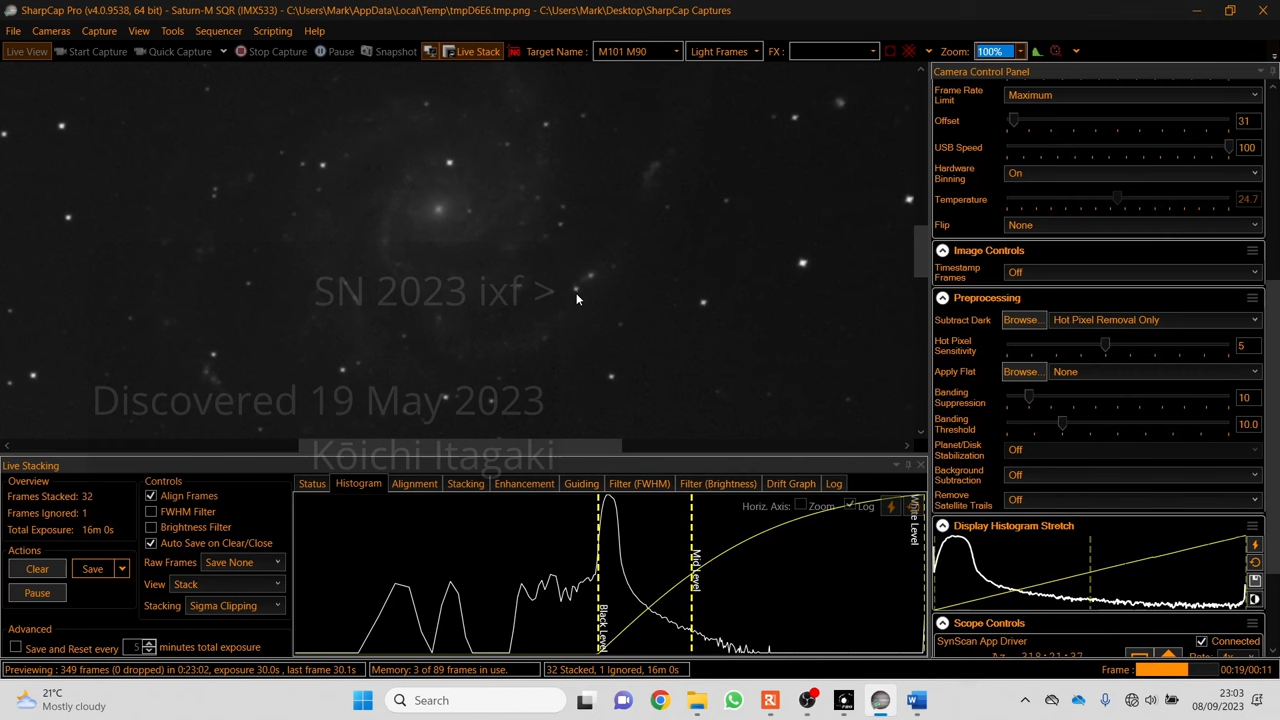 SharpCap Pro (v4.0.9538, 64 bit) - Saturn-M SQR (IMX533) - C:\Users\Mark\AppData\Local\Temp\tmpD6E6.tmp.png - C:\Users\Mark\Desktop\SharpCap Captures
File Cameras Capture View Tools Sequencer Scripting Help
Live View Start Capture Quick Capture Stop Capture Pause Snapshot Live Stack Target Name : M101 M90 Light Frames FX : Zoom: 100%
Camera Control Panel
Frame Rate Limit Maximum
Offset 31
USB Speed 100
Hardware Binning On
Temperature 24.7
Flip None
Image Controls
Timestamp Frames Off
Preprocessing
Subtract Dark Browse... Hot Pixel Removal Only
Hot Pixel Sensitivity 5
Apply Flat Browse... None
Banding Suppression 10
Banding Threshold 10.0
Planet/Disk Stabilization Off
Background Subtraction Off
Remove Satellite Trails Off
Display Histogram Stretch
Scope Controls
SynScan App Driver Connected
SN 2023 ixf >
Discovered 19 May 2023
Kōichi Itagaki
Live Stacking
Overview
Frames Stacked: 32
Frames Ignored: 1
Total Exposure: 16m 0s
Actions
Clear Save
Pause
Controls
Align Frames
FWHM Filter
Brightness Filter
Auto Save on Clear/Close
Raw Frames Save None
View Stack
Stacking Sigma Clipping
Advanced
Save and Reset every 5 minutes total exposure
Status Histogram Alignment Stacking Enhancement Guiding Filter (FWHM) Filter (Brightness) Drift Graph Log
Horiz. Axis: Zoom Log
Black Level
Mid Level
White Level
Previewing : 349 frames (0 dropped) in 0:23:02, exposure 30.0s, last frame 30.1s Memory: 3 of 89 frames in use. 32 Stacked, 1 Ignored, 16m 0s Frame : 00:19/00:11
21°C
Mostly cloudy
Search
23:03
08/09/2023